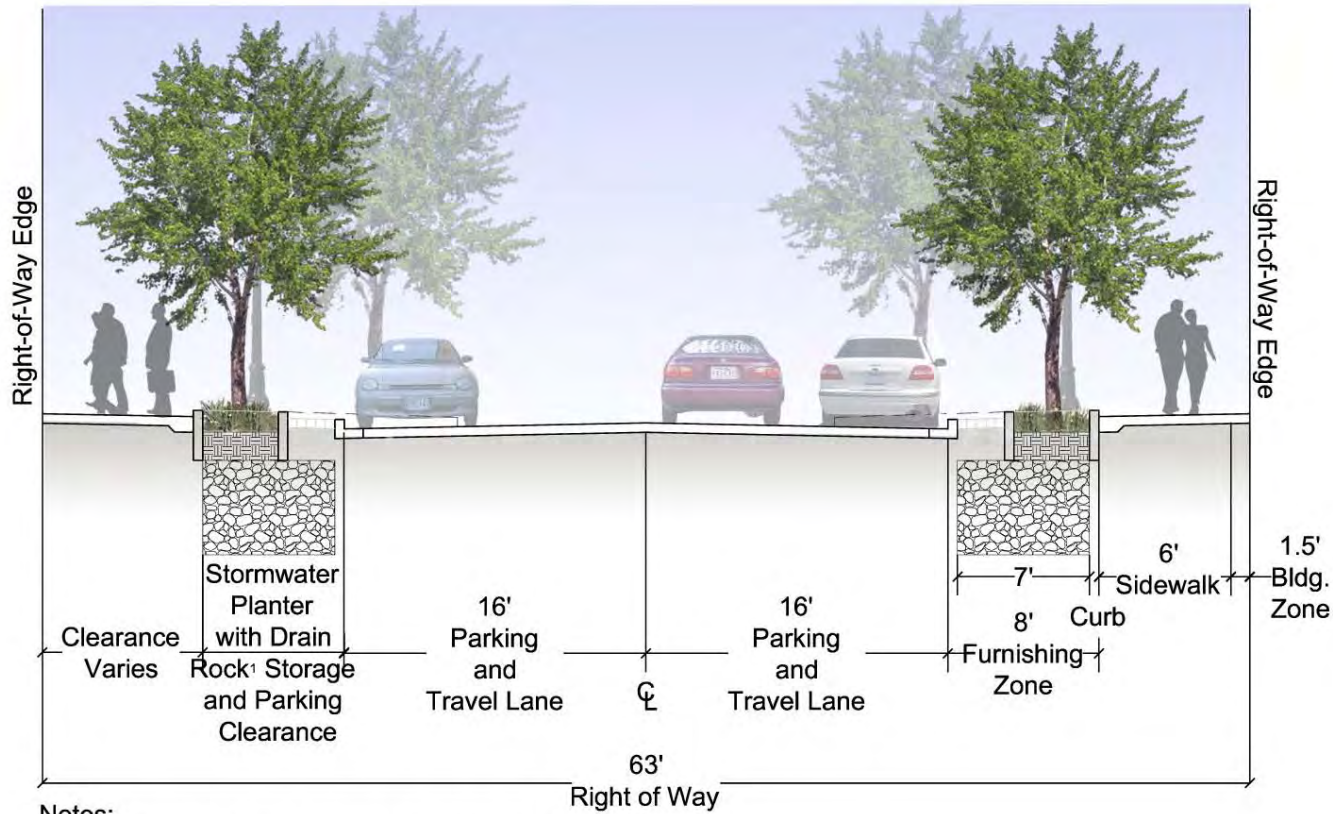 Right-of-Way Edge
Right-of-Way Edge
Clearance
Varies
Stormwater
Planter
with Drain
Rock¹ Storage
and Parking
Clearance
16'
Parking
and
Travel Lane
℄
16'
Parking
and
Travel Lane
7'
8'
Furnishing
Zone
Curb
6'
Sidewalk
1.5'
Bldg.
Zone
63'
Right of Way
Notes: